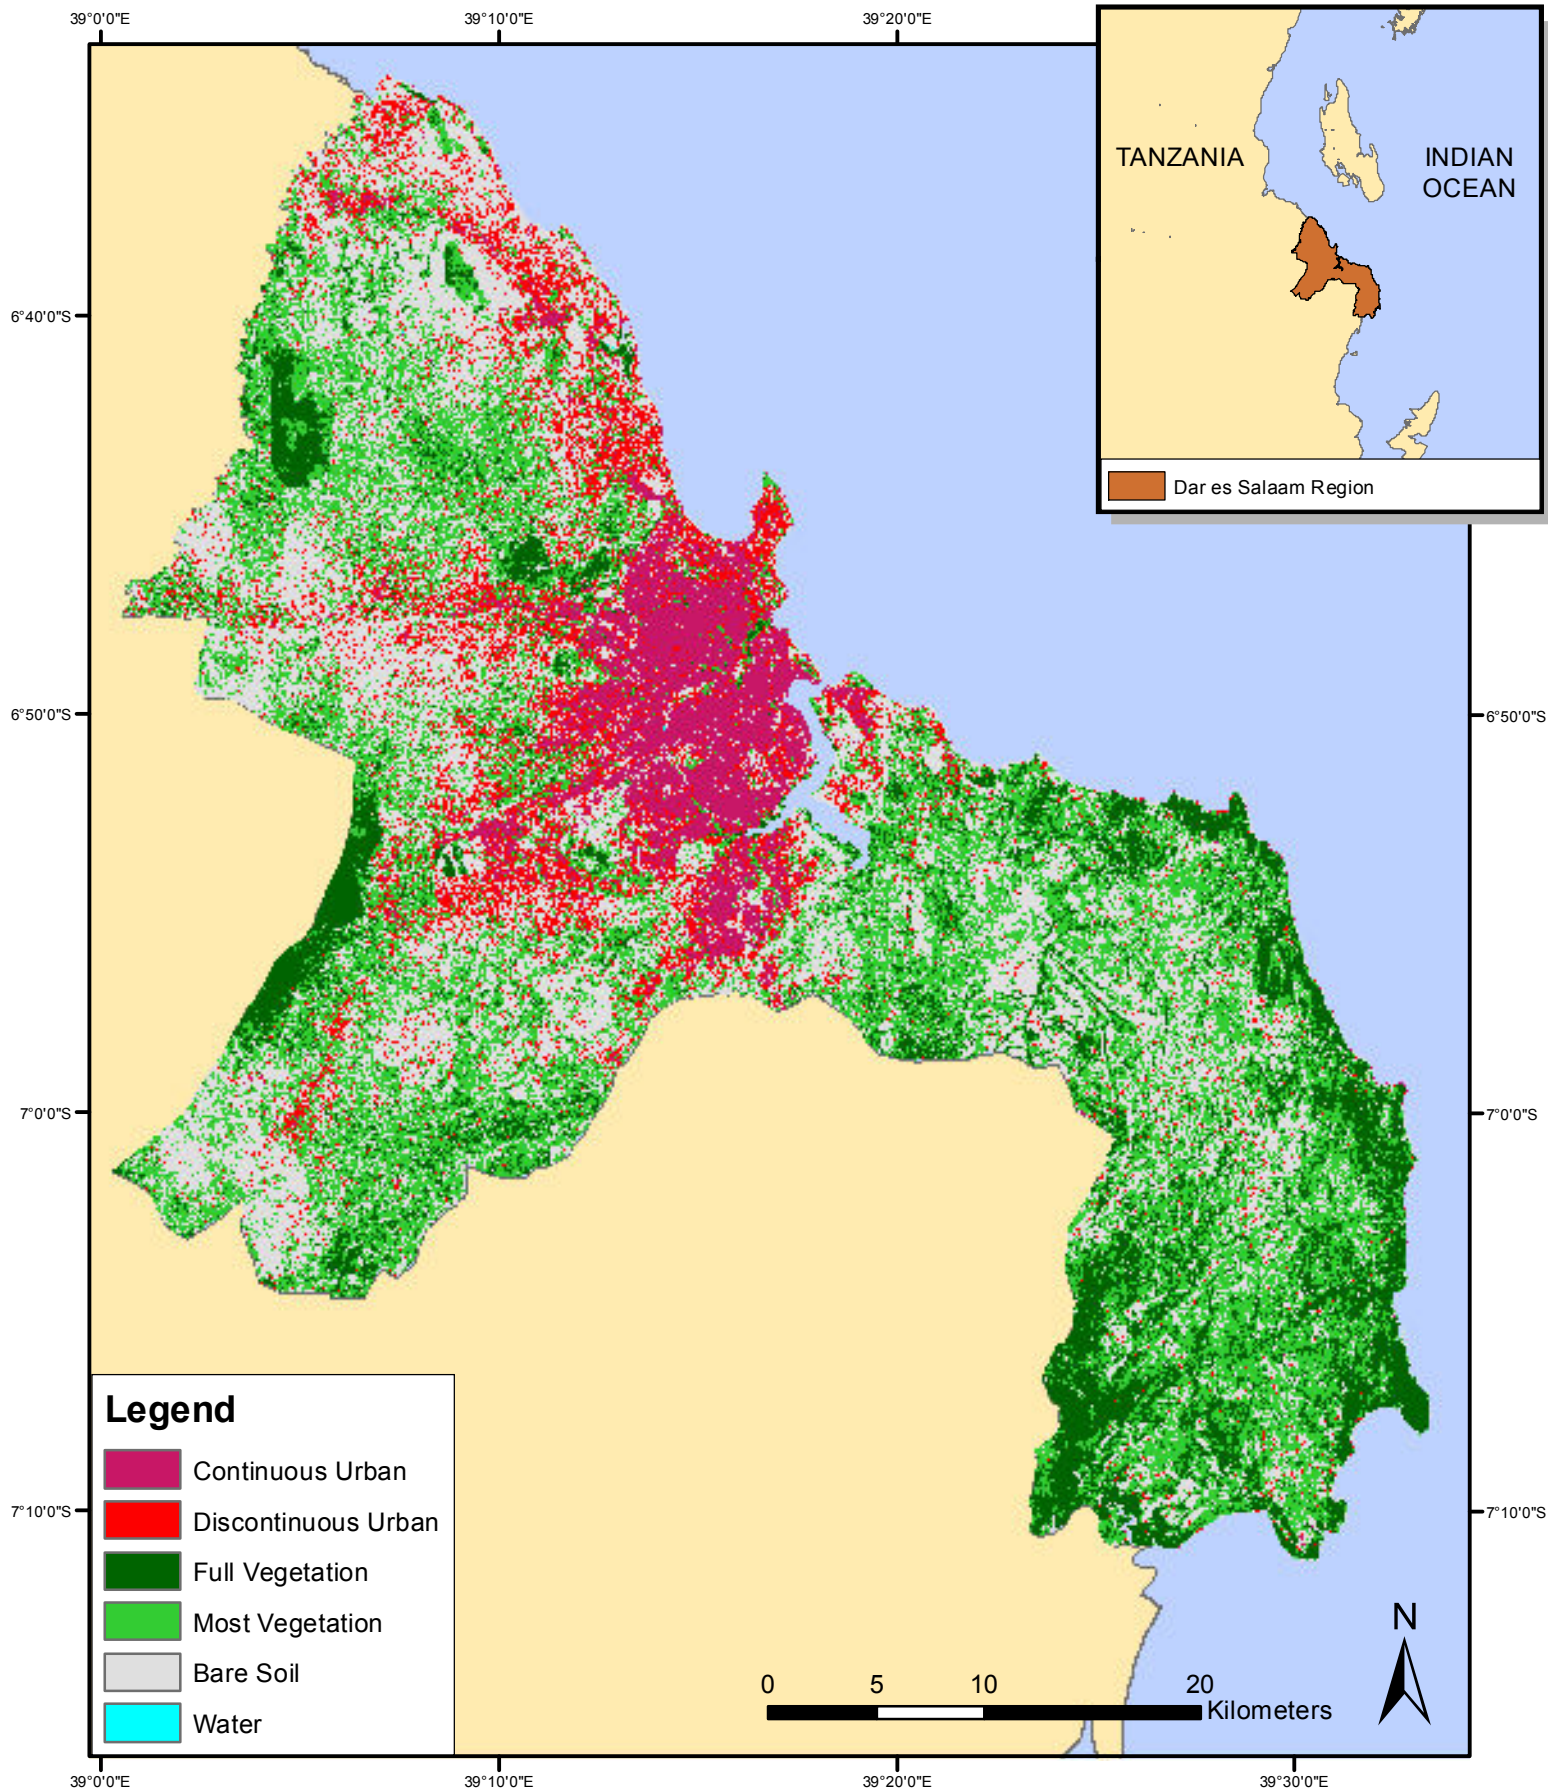 39°0'0"E
39°10'0"E
39°20'0"E
TANZANIA
INDIAN
OCEAN
Dar es Salaam Region
6°40'0"S
6°50'0"S
6°50'0"S
7°0'0"S
7°0'0"S
7°10'0"S
7°10'0"S
Legend
Continuous Urban
Discontinuous Urban
Full Vegetation
Most Vegetation
Bare Soil
Water
N
0 5 10 20
Kilometers
39°0'0"E
39°10'0"E
39°20'0"E
39°30'0"E